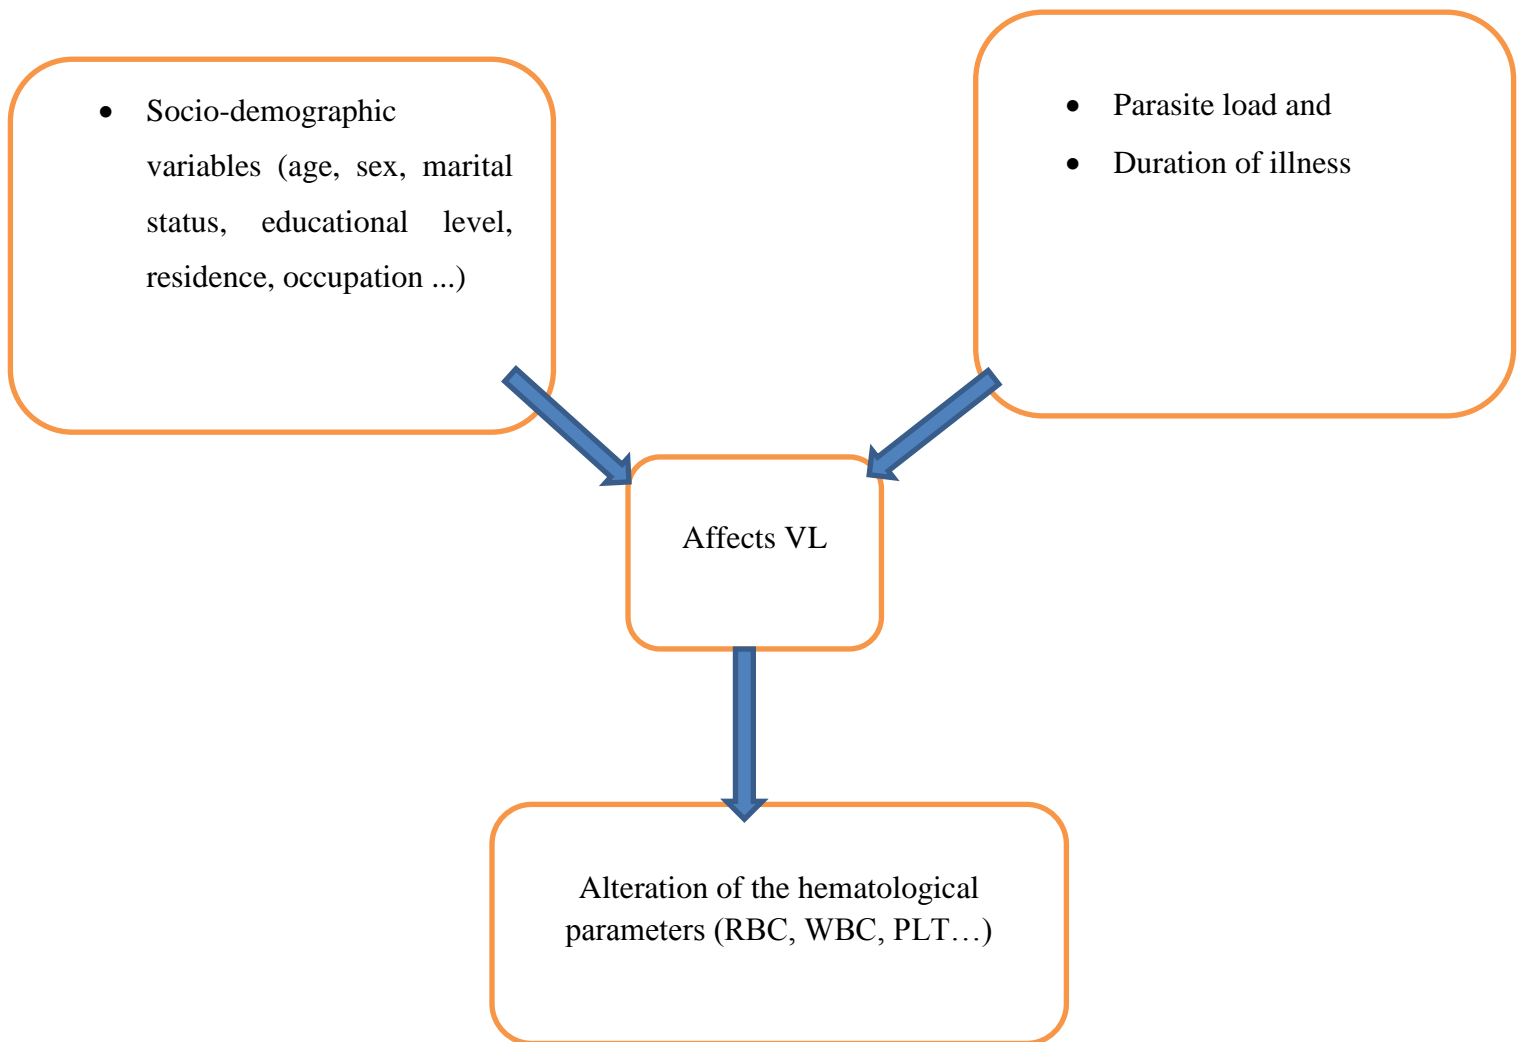 • Socio-demographic
variables (age, sex, marital
status, educational level,
residence, occupation ...)
• Parasite load and
• Duration of illness
Affects VL
Alteration of the hematological
parameters (RBC, WBC, PLT…)